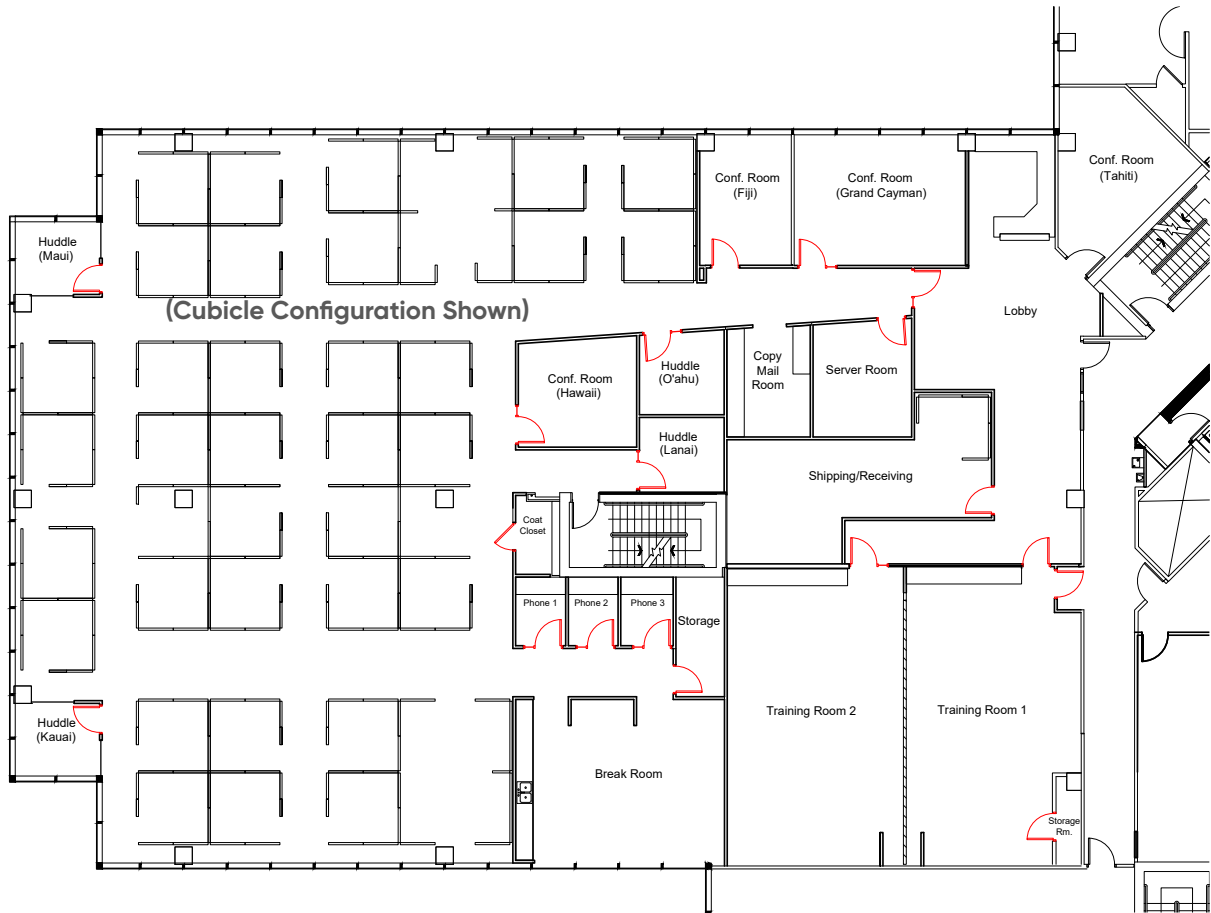 Conf. Room
(Tahiti)
Conf. Room
(Fiji)
Conf. Room
(Grand Cayman)
Huddle
(Maui)
(Cubicle Configuration Shown)
Lobby
Conf. Room
(Hawaii)
Huddle
(O'ahu)
Copy
Mail
Room
Server Room
Huddle
(Lanai)
Shipping/Receiving
Coat
Closet
Phone 1
Phone 2
Phone 3
Storage
Huddle
(Kauai)
Training Room 2
Training Room 1
Break Room
Storage
Rm.